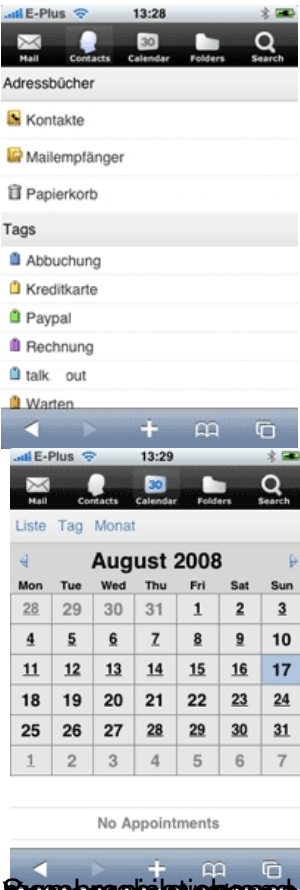 E-Plus 13:28
Mail Contacts 30 Calendar Folders Search
Adressbücher
Kontakte
Mailempfänger
Papierkorb
Tags
Abbuchung
Kreditkarte
Paypal
Rechnung
talk out
Warten
E-Plus 13:29
Mail Contacts 30 Calendar Folders Search
Liste Tag Monat
August 2008
Mon Tue Wed Thu Fri Sat Sun
28 29 30 31 1 2 3
4 5 6 7 8 9 10
11 12 13 14 15 16 17
18 19 20 21 22 23 24
25 26 27 28 29 30 31
1 2 3 4 5 6 7
No Appointments